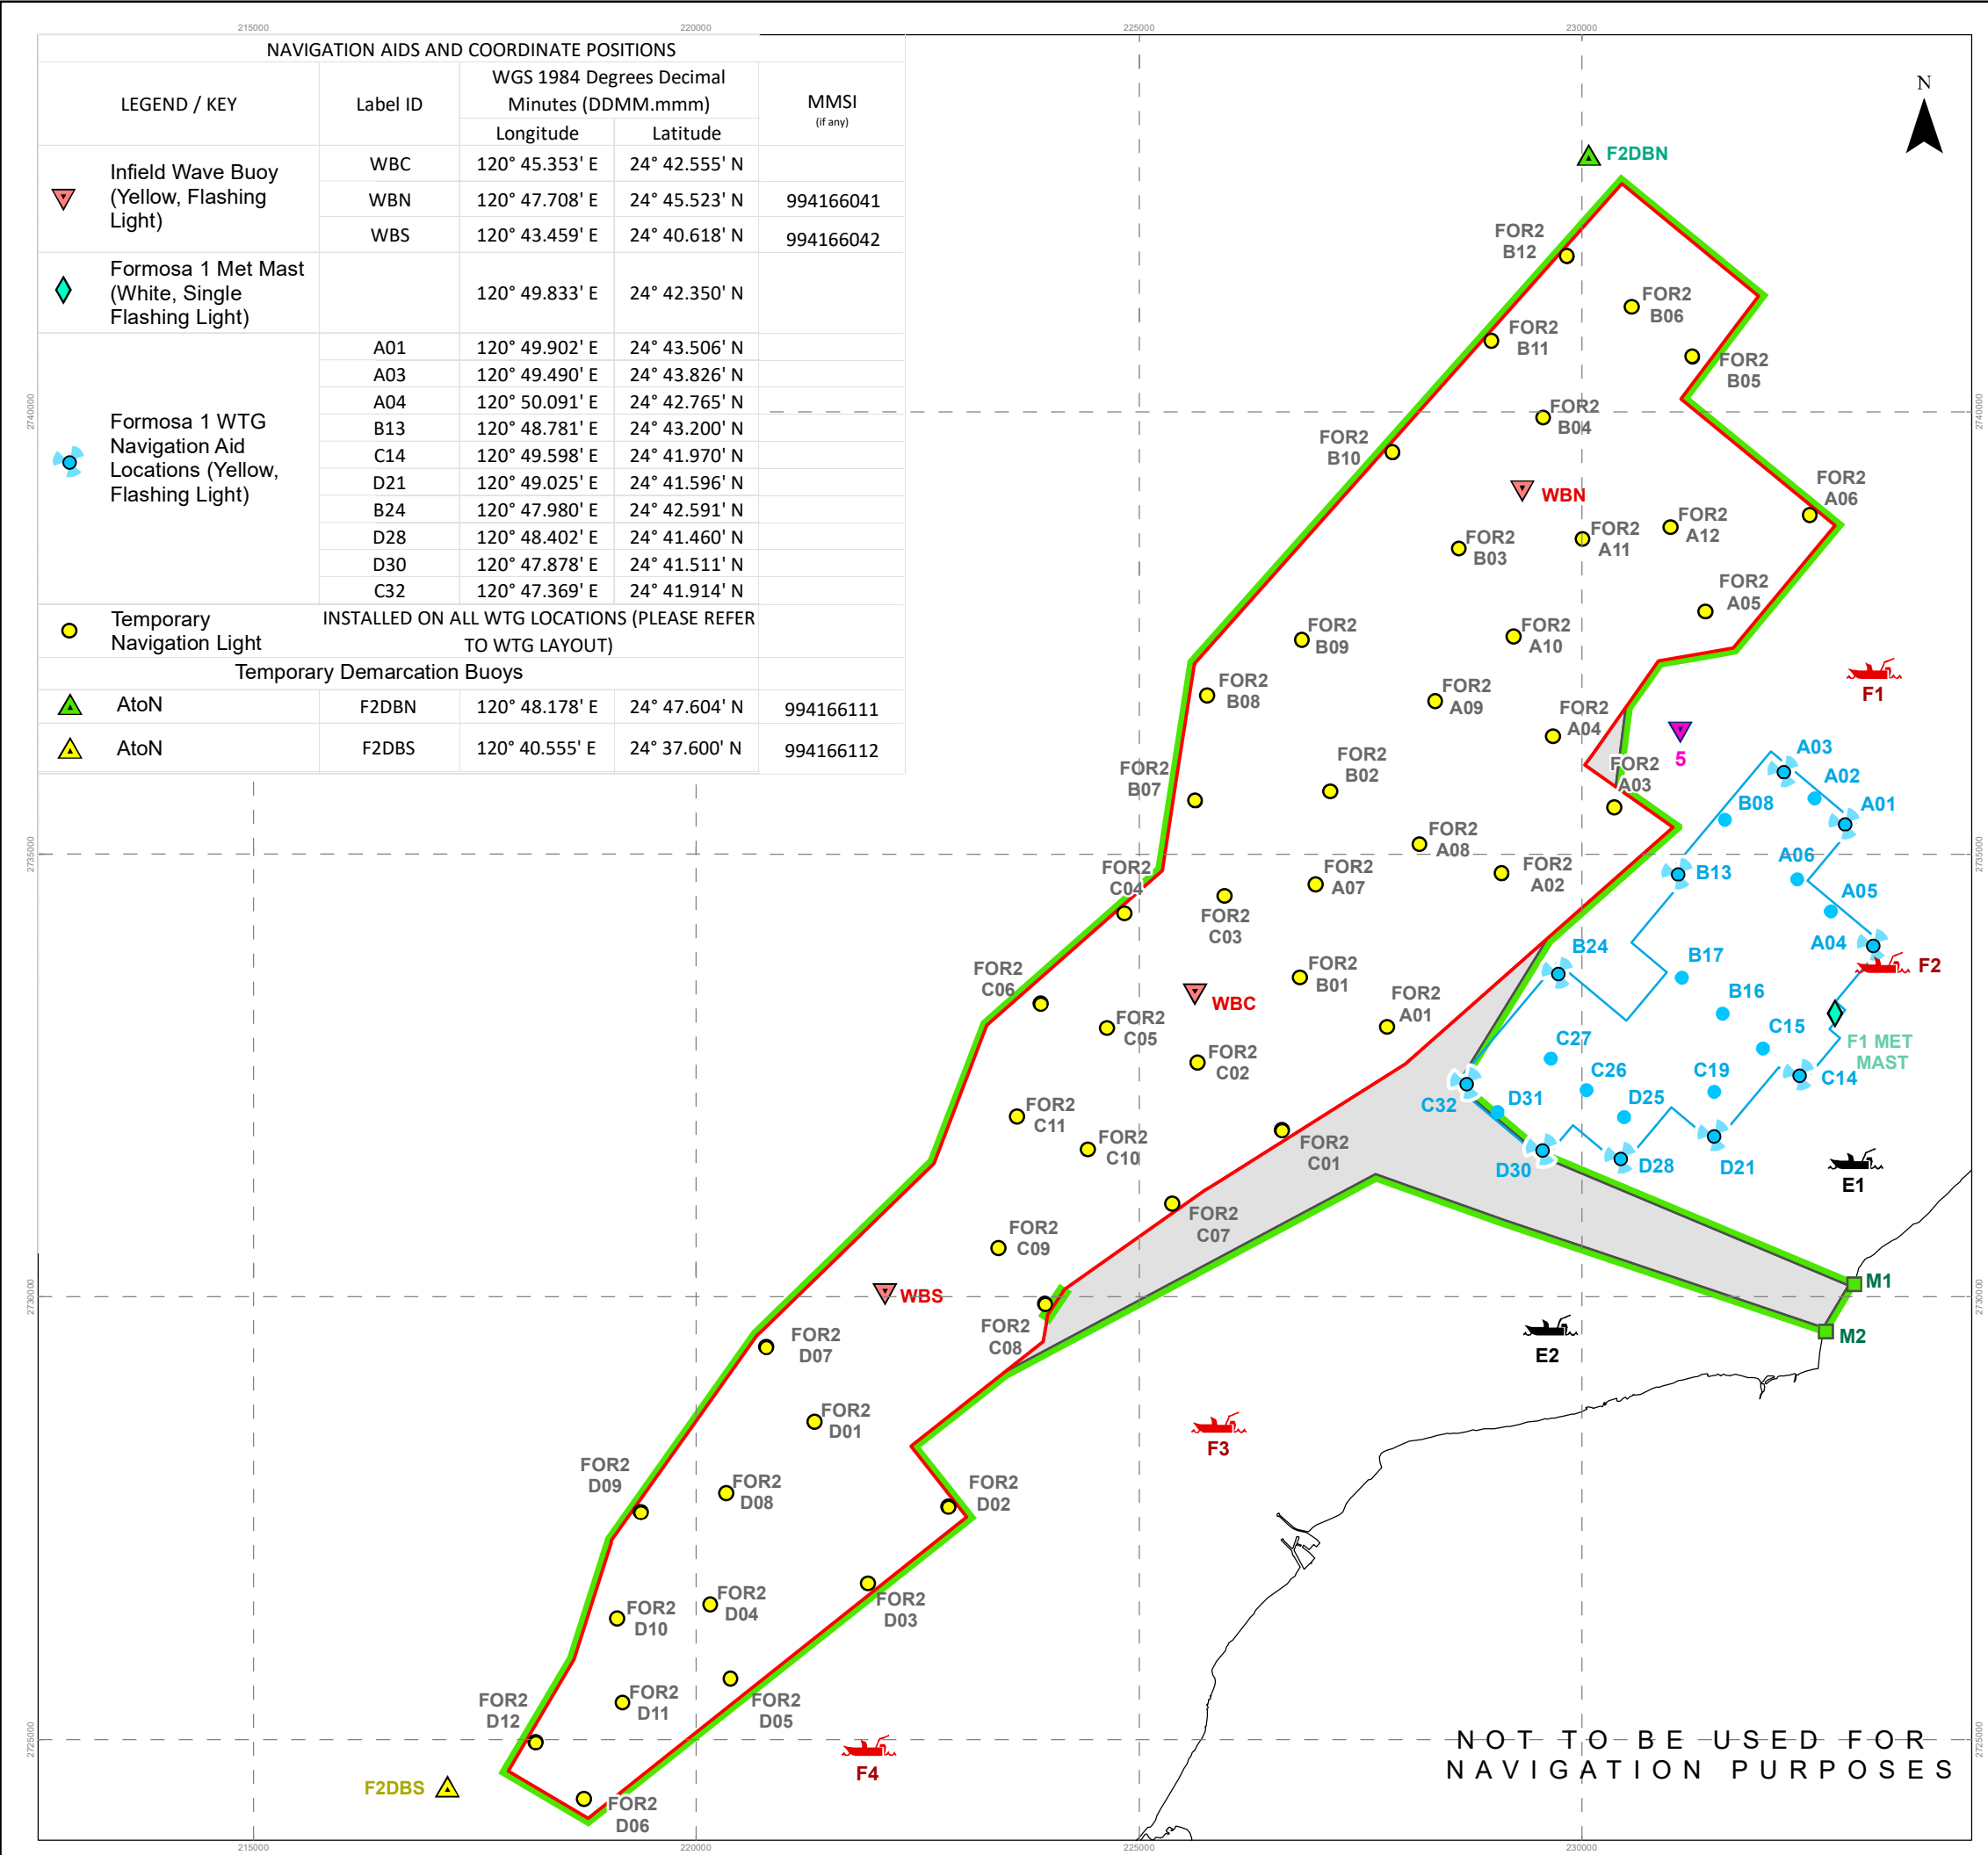 215000
220000
225000
230000
NAVIGATION AIDS AND COORDINATE POSITIONS
LEGEND / KEY
Label ID
WGS 1984 Degrees Decimal
Minutes (DDMM.mmm)
MMSI
(if any)
Longitude
Latitude
Infield Wave Buoy
(Yellow, Flashing
Light)
WBC 120° 45.353' E 24° 42.555' N
WBN 120° 47.708' E 24° 45.523' N 994166041
WBS 120° 43.459' E 24° 40.618' N 994166042
Formosa 1 Met Mast
(White, Single
Flashing Light)
120° 49.833' E 24° 42.350' N
Formosa 1 WTG
Navigation Aid
Locations (Yellow,
Flashing Light)
A01 120° 49.902' E 24° 43.506' N
A03 120° 49.490' E 24° 43.826' N
A04 120° 50.091' E 24° 42.765' N
B13 120° 48.781' E 24° 43.200' N
C14 120° 49.598' E 24° 41.970' N
D21 120° 49.025' E 24° 41.596' N
B24 120° 47.980' E 24° 42.591' N
D28 120° 48.402' E 24° 41.460' N
D30 120° 47.878' E 24° 41.511' N
C32 120° 47.369' E 24° 41.914' N
Temporary
Navigation Light
INSTALLED ON ALL WTG LOCATIONS (PLEASE REFER
TO WTG LAYOUT)
Temporary Demarcation Buoys
AtoN F2DBN 120° 48.178' E 24° 47.604' N 994166111
AtoN F2DBS 120° 40.555' E 24° 37.600' N 994166112
N
F2DBN
FOR2
B12
FOR2
B06
FOR2
B11
FOR2
B05
2740000
2740000
FOR2
B04
FOR2
B10
WBN
FOR2
A06
FOR2
B03
FOR2
A11
FOR2
A12
FOR2
A05
FOR2
B09
FOR2
A10
FOR2
B08
FOR2
A09
FOR2
A04
F1
5
FOR2
B07
FOR2
B02
FOR2
A03
A03
A02
A01
B08
2735000
2735000
FOR2
C04
FOR2
A08
FOR2
A07
FOR2
A02
A06
B13
A05
FOR2
C03
A04
B24
F2
FOR2
C06
FOR2
B01
B17
WBC
FOR2
A01
B16
FOR2
C05
C15
F1 MET
MAST
FOR2
C02
C27
C26
C19
C14
C32
D31
D25
FOR2
C11
FOR2
C10
FOR2
C01
D30
D28
D21
E1
FOR2
C07
FOR2
C09
M1
2730000
2730000
WBS
FOR2
C08
M2
E2
FOR2
D07
FOR2
D01
F3
FOR2
D09
FOR2
D08
FOR2
D02
FOR2
D04
FOR2
D03
FOR2
D10
FOR2
D11
FOR2
D05
FOR2
D12
2725000
2725000
NOT TO BE USED FOR
NAVIGATION PURPOSES
F4
F2DBS
FOR2
D06
215000
220000
225000
230000